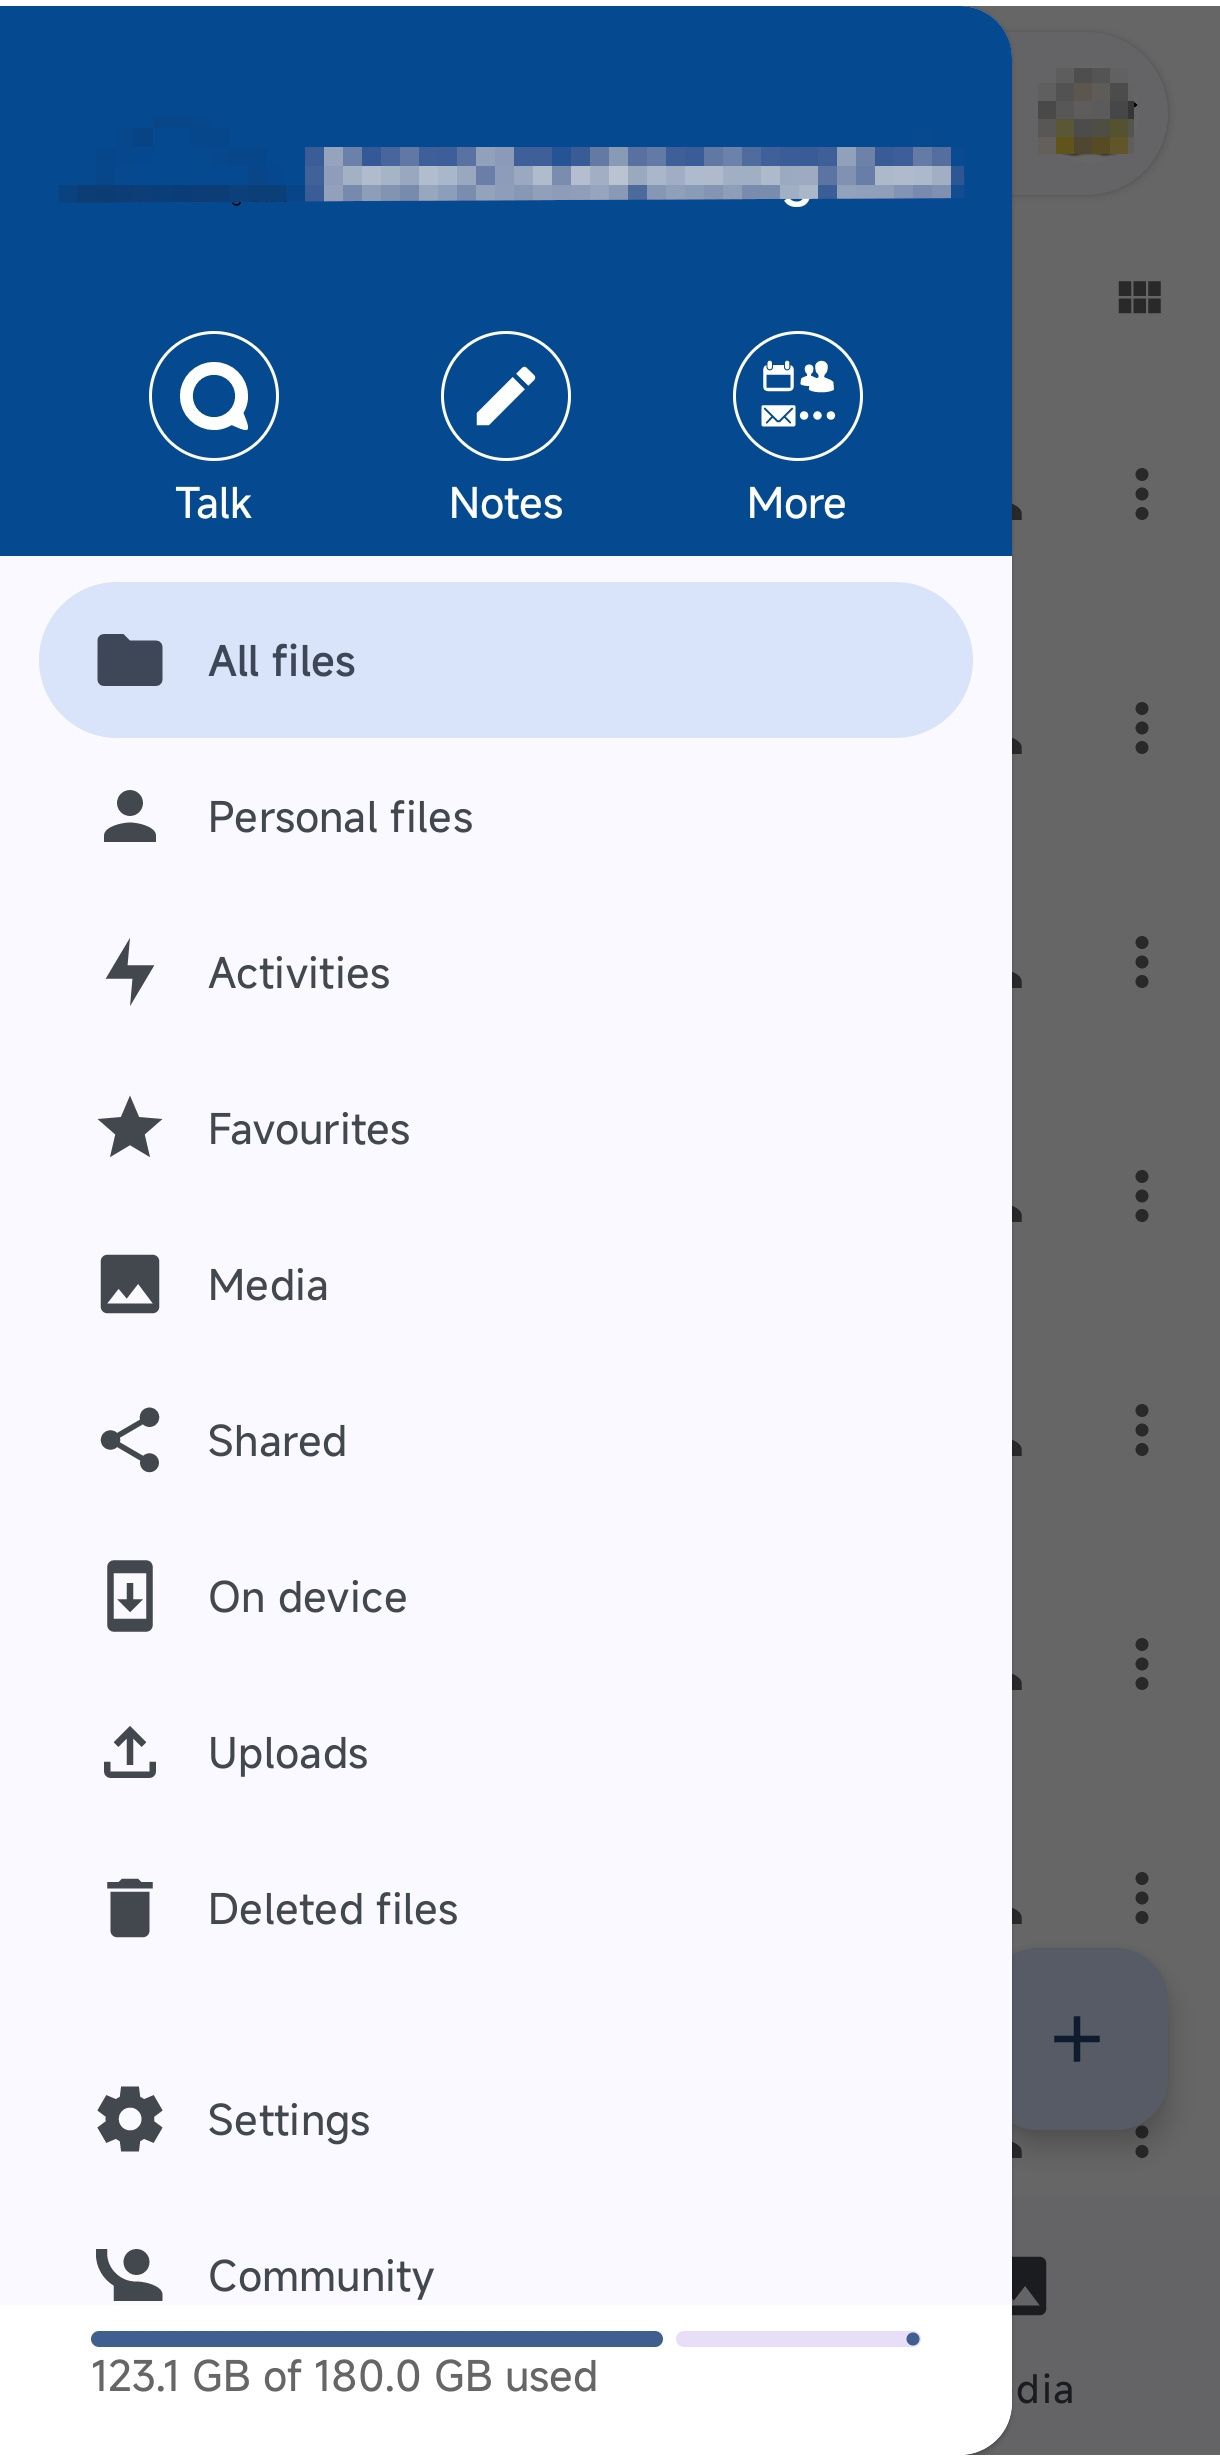 Talk
Notes
More
All files
Personal files
Activities
Favourites
Media
Shared
On device
Uploads
Deleted files
Settings
Community
123.1 GB of 180.0 GB used
dia